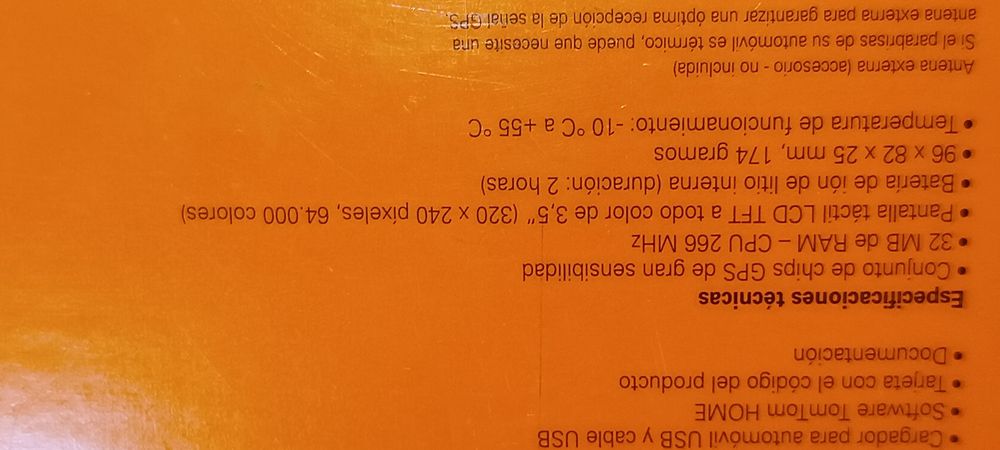 • Cargador para automóvil USB y cable USB
• Software TomTom HOME
• Tarjeta con el código del producto
• Documentación
Especificaciones técnicas
• Conjunto de chips GPS de gran sensibilidad
• 32 MB de RAM – CPU 266 MHz
• Pantalla táctil LCD TFT a todo color de 3,5” (320 x 240 píxeles, 64.000 colores)
• Batería de ión de litio interna (duración: 2 horas)
• 96 x 82 x 25 mm, 174 gramos
• Temperatura de funcionamiento: -10 °C a +55 °C
Antena externa (accesorio - no incluida)
Si el parabrisas de su automóvil es térmico, puede que necesite una
antena externa para garantizar una óptima recepción de la señal GPS.